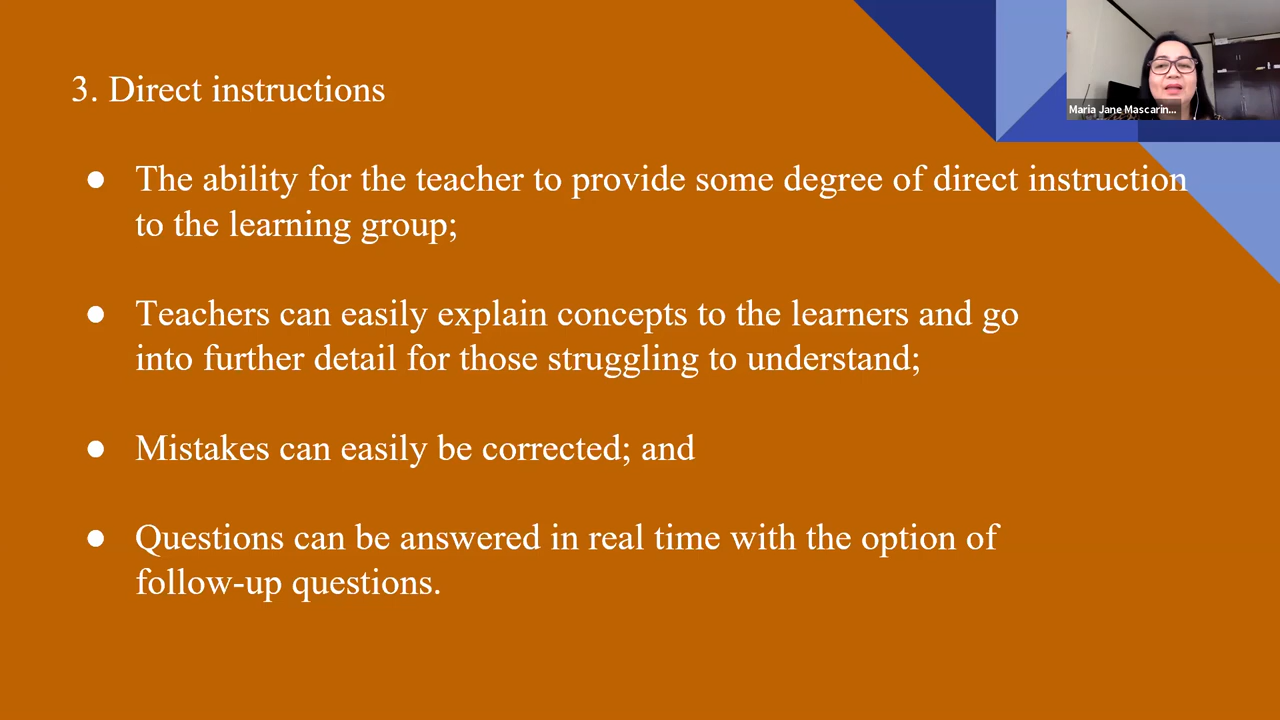 Maria Jane Mascarin...
3. Direct instructions
● The ability for the teacher to provide some degree of direct instruction
to the learning group;
● Teachers can easily explain concepts to the learners and go
into further detail for those struggling to understand;
● Mistakes can easily be corrected; and
● Questions can be answered in real time with the option of
follow-up questions.